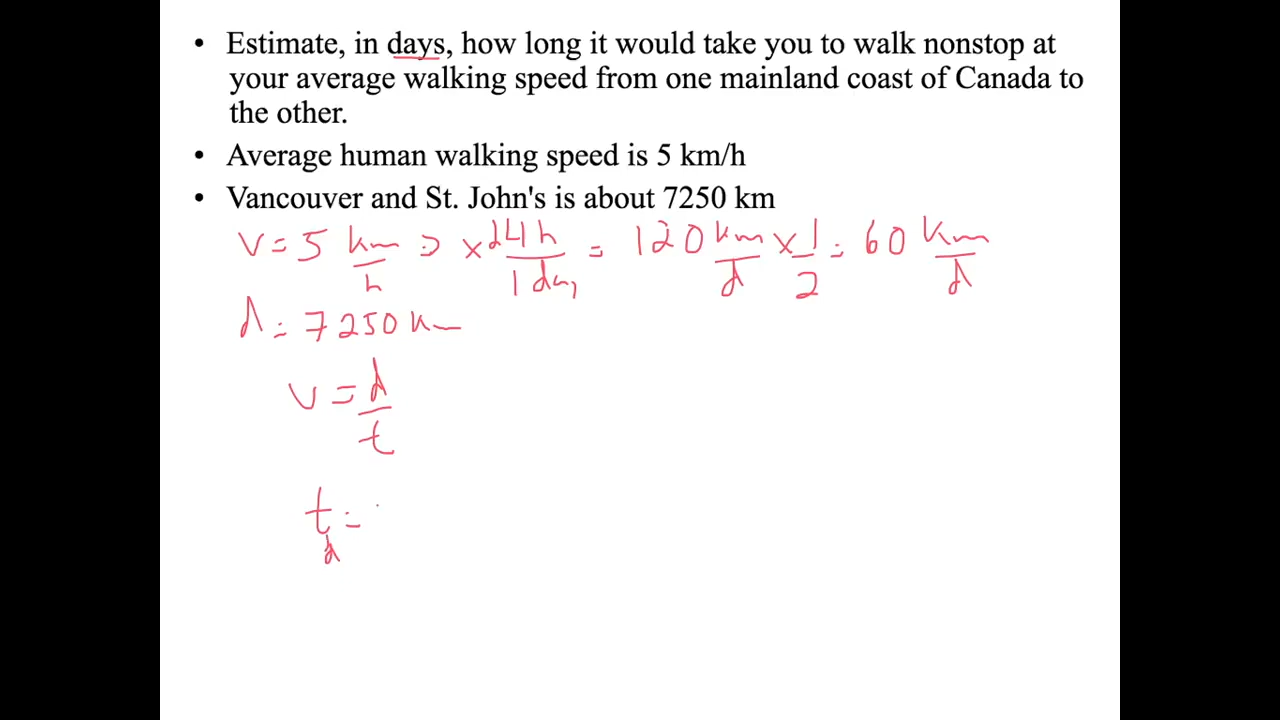 • Estimate, in days, how long it would take you to walk nonstop at
your average walking speed from one mainland coast of Canada to
the other.
• Average human walking speed is 5 km/h
• Vancouver and St. John's is about 7250 km
v = 5 km/h => x 24h/1 day = 120 km/d x 1/2 = 60 km/d
d = 7250 km
v = d/t
t_d =